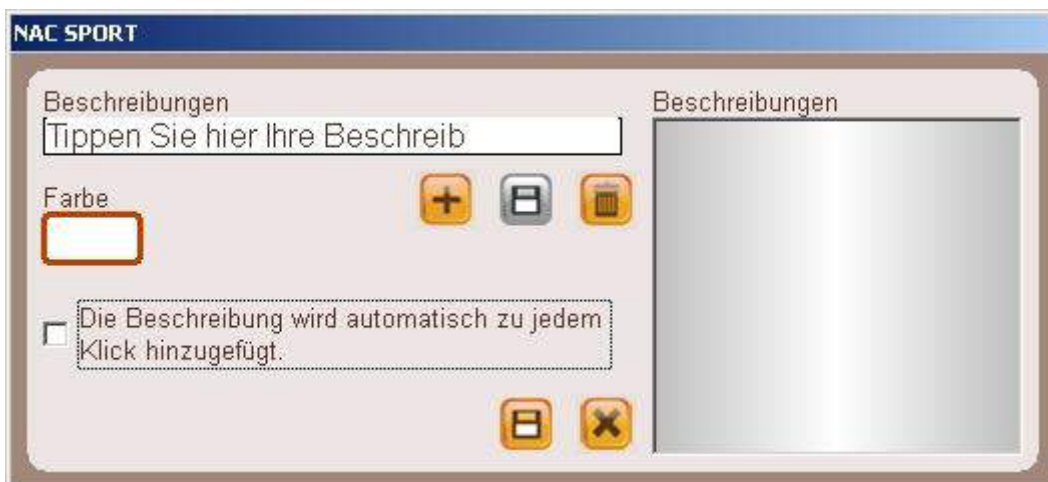 NAC SPORT
Beschreibungen
Tippen Sie hier Ihre Beschreib
Farbe
Die Beschreibung wird automatisch zu jedem
Klick hinzugefügt.
Beschreibungen